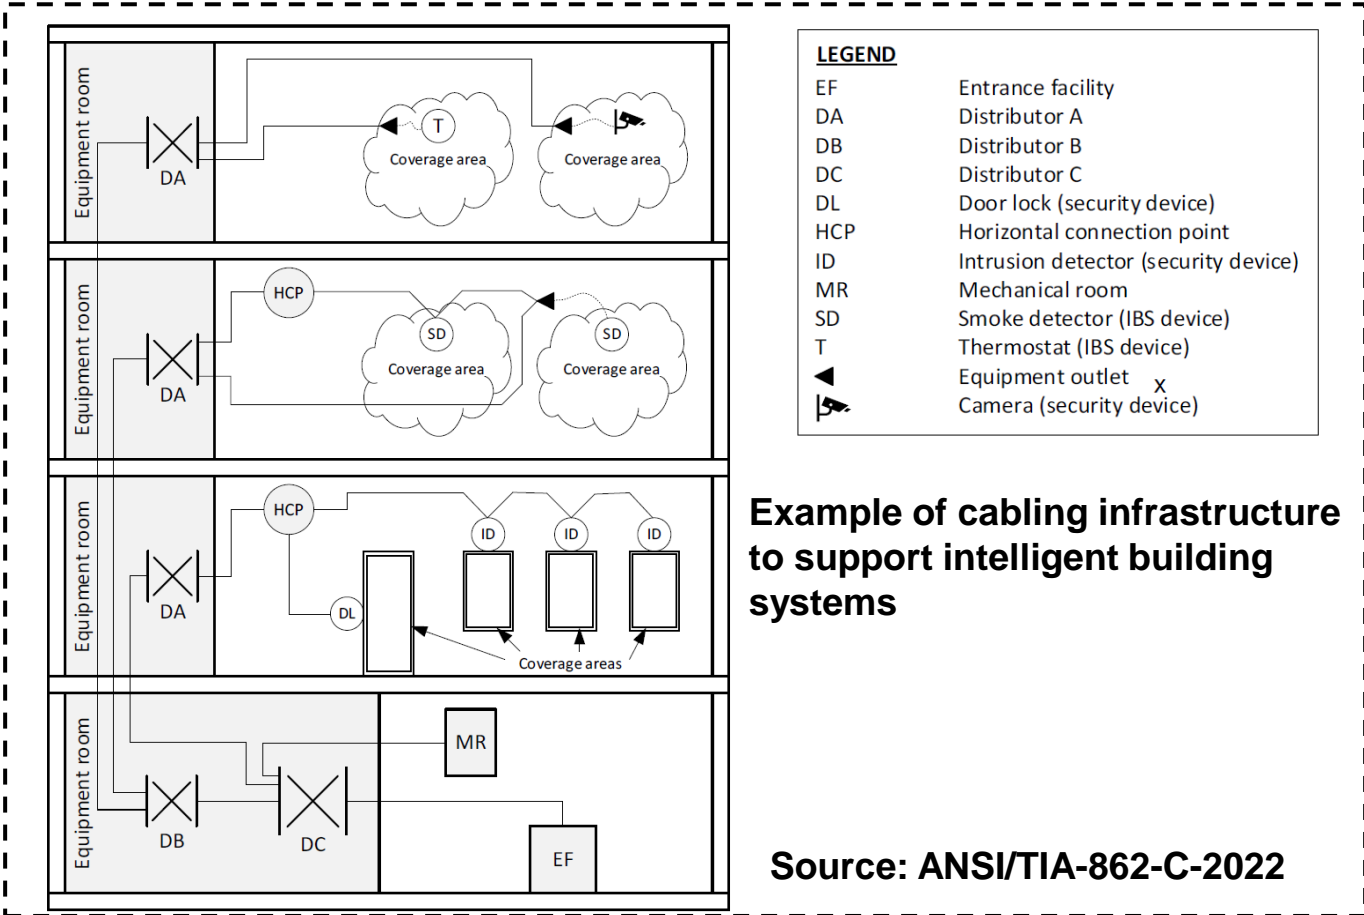 Equipment room
DA
T
Coverage area
Coverage area
Equipment room
DA
HCP
SD
Coverage area
SD
Coverage area
Equipment room
DA
HCP
DL
ID
ID
ID
Coverage areas
Equipment room
DB
DC
MR
EF
LEGEND
EF Entrance facility
DA Distributor A
DB Distributor B
DC Distributor C
DL Door lock (security device)
HCP Horizontal connection point
ID Intrusion detector (security device)
MR Mechanical room
SD Smoke detector (IBS device)
T Thermostat (IBS device)
Equipment outlet x
Camera (security device)
Example of cabling infrastructure
to support intelligent building
systems
Source: ANSI/TIA-862-C-2022